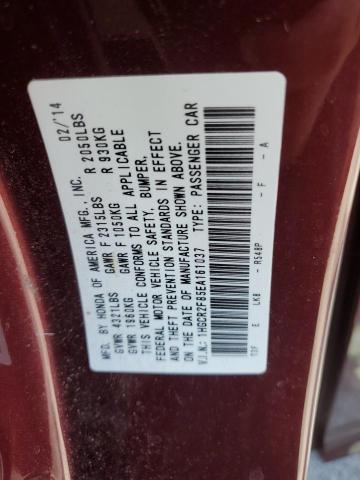 MFD. BY HONDA OF AMERICA MFG., INC. 02/'14
GVWR 4321LBS GAWR F 2315LBS R 2050LBS
GVWR 1960KG GAWR F 1050KG R 930KG
THIS VEHICLE CONFORMS TO ALL APPLICABLE
FEDERAL MOTOR VEHICLE SAFETY, BUMPER,
AND THEFT PREVENTION STANDARDS IN EFFECT
ON THE DATE OF MANUFACTURE SHOWN ABOVE.
V.I.N.: 1HGCR2F85EA161037 TYPE: PASSENGER CAR
T2F E LKB - R548P - F - A